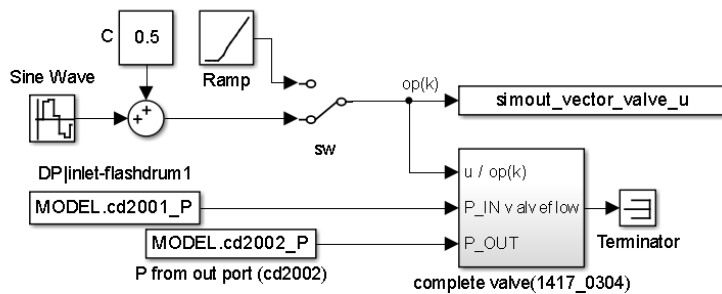 C
0.5
Ramp
Sine Wave
+
+
sw
op(k)
simout_vector_valve_u
DP|inlet-flashdrum1
MODEL.cd2001_P
MODEL.cd2002_P
P from out port (cd2002)
u / op(k)
P_IN valveflow
P_OUT
Terminator
complete valve(1417_0304)